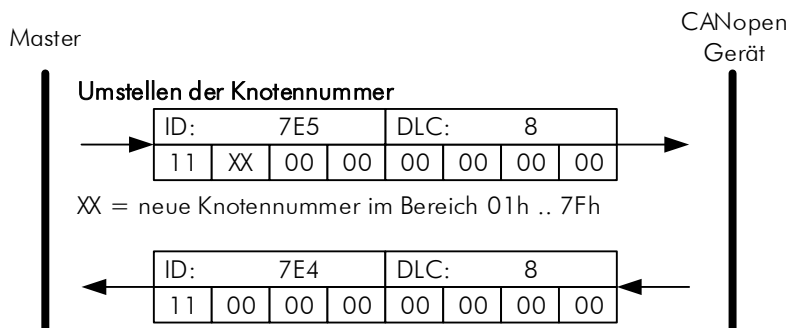 Master
CANopen
Gerät
Umstellen der Knotennummer
ID: 7E5 DLC: 8
11 XX 00 00 00 00 00 00
XX = neue Knotennummer im Bereich 01h .. 7Fh
ID: 7E4 DLC: 8
11 00 00 00 00 00 00 00